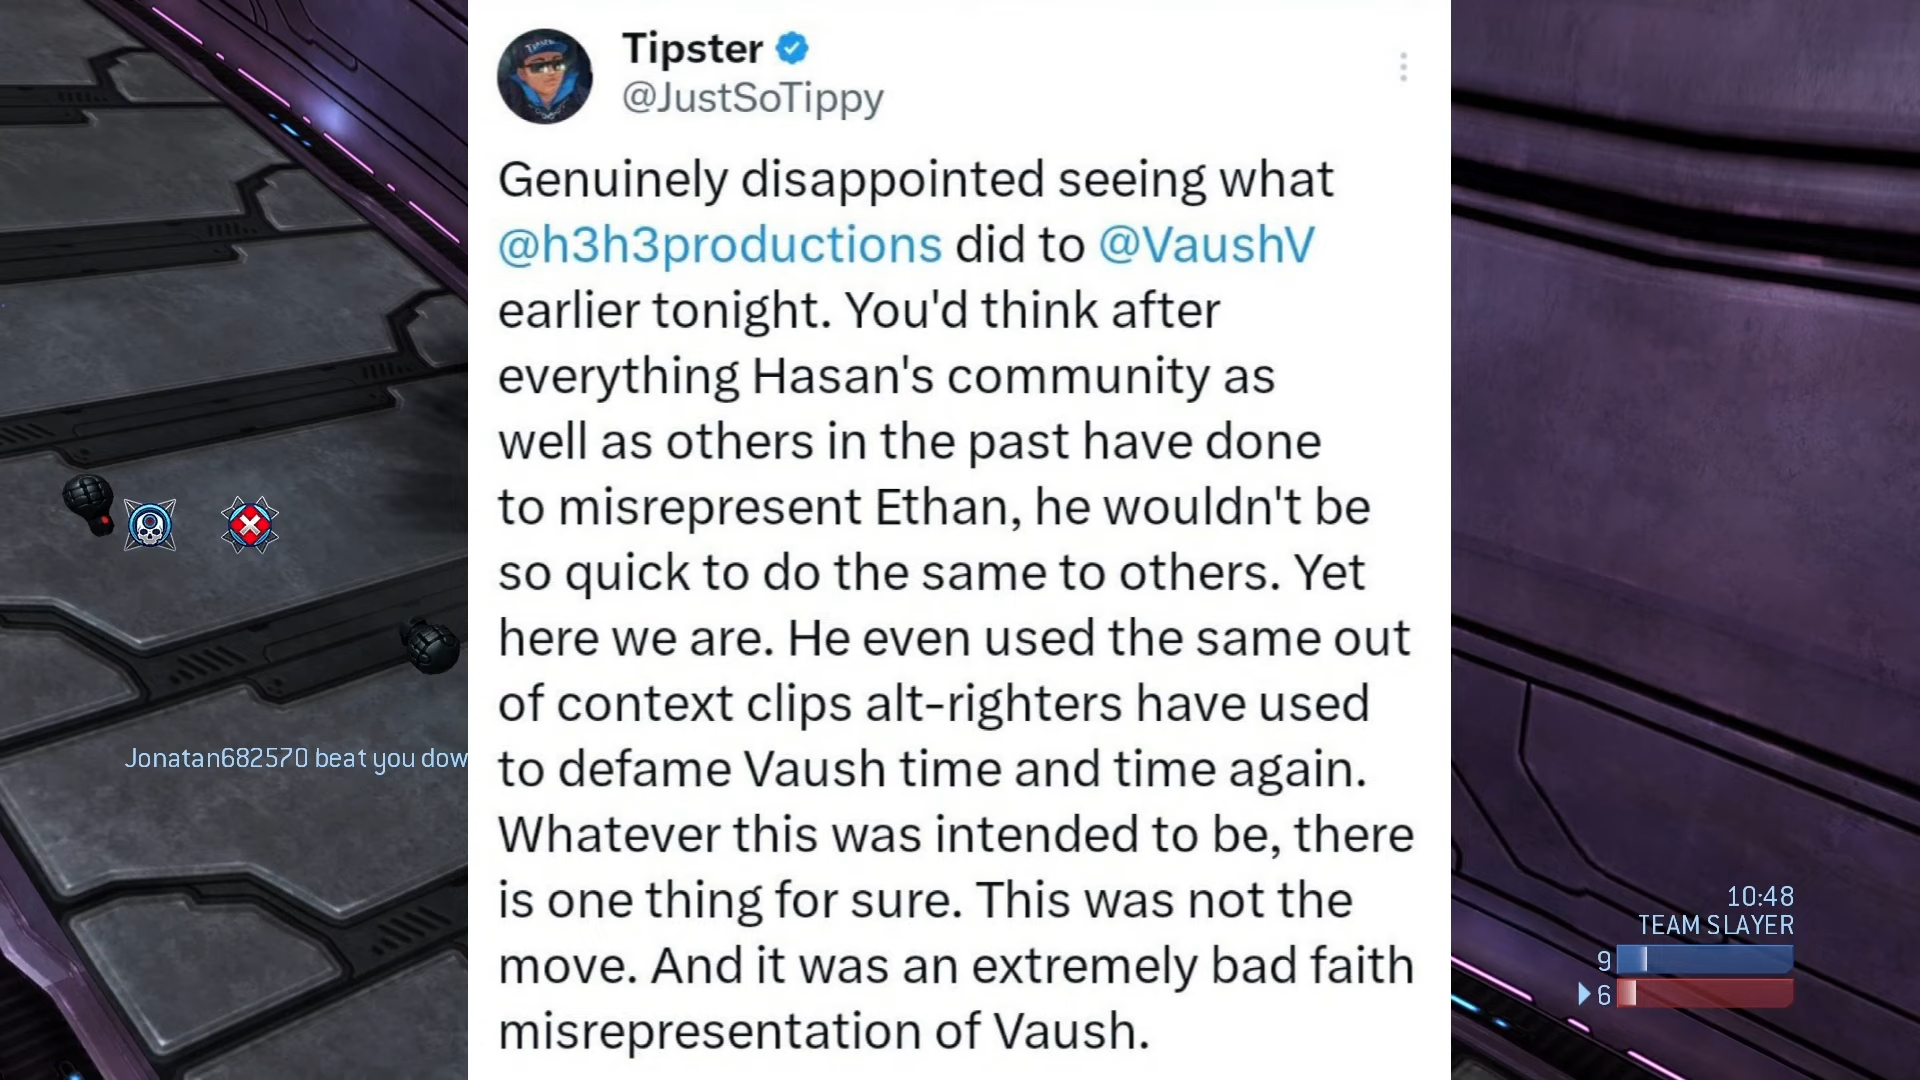 Tipster
@JustSoTippy
Genuinely disappointed seeing what
@h3h3productions did to @VaushV
earlier tonight. You'd think after
everything Hasan's community as
well as others in the past have done
to misrepresent Ethan, he wouldn't be
so quick to do the same to others. Yet
here we are. He even used the same out
of context clips alt-righters have used
to defame Vaush time and time again.
Whatever this was intended to be, there
is one thing for sure. This was not the
move. And it was an extremely bad faith
misrepresentation of Vaush.
Jonatan682570 beat you dow
10:48
TEAM SLAYER
9
6